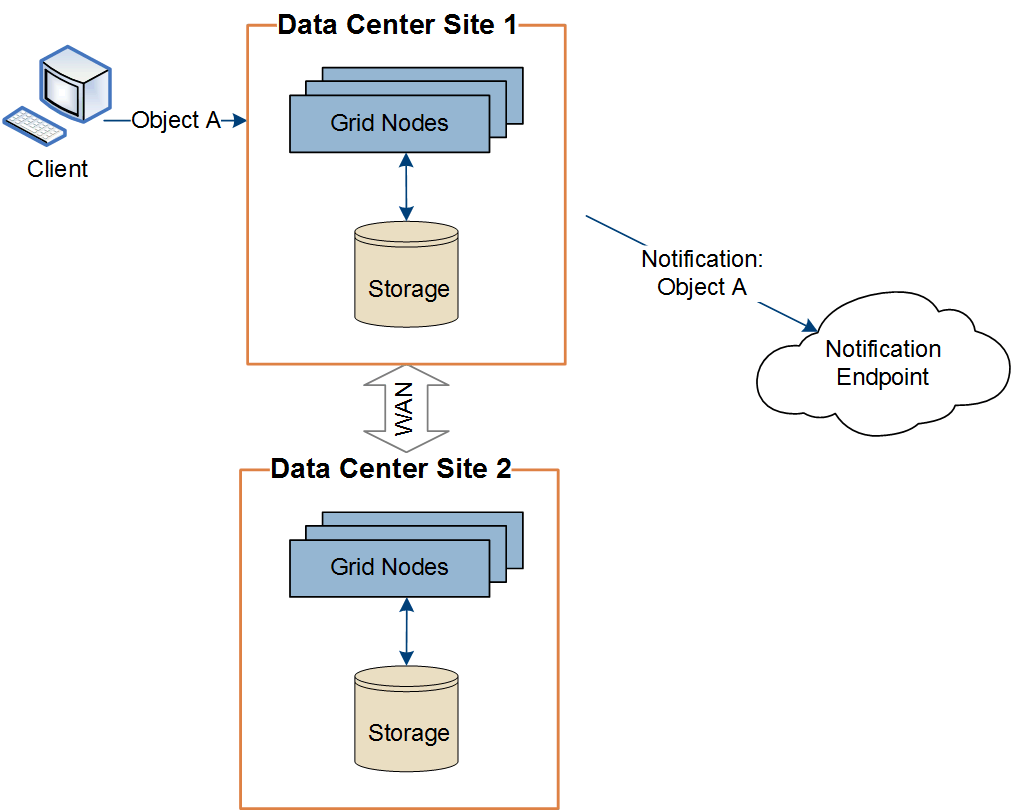 Data Center Site 1
Object A
Grid Nodes
Client
Storage
Notification:
Object A
Notification
Endpoint
WAN
Data Center Site 2
Grid Nodes
Storage